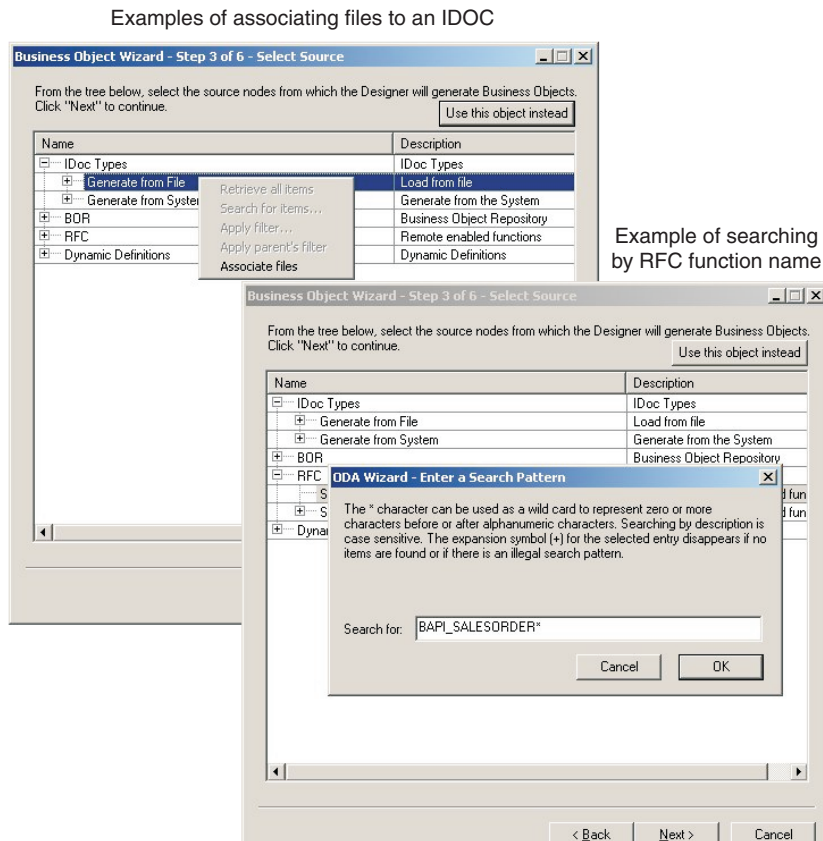 Examples of associating files to an IDOC
Business Object Wizard - Step 3 of 6 - Select Source
From the tree below, select the source nodes from which the Designer will generate Business Objects.
Click "Next" to continue.
Use this object instead
Name Description
IDoc Types IDoc Types
Generate from File Load from file
Generate from System Generate from the System
BOR Business Object Repository
RFC Remote enabled functions
Dynamic Definitions Dynamic Definitions
Retrieve all items
Search for items...
Apply filter...
Apply parent's filter
Associate files
Example of searching
by RFC function name
Business Object Wizard - Step 3 of 6 - Select Source
From the tree below, select the source nodes from which the Designer will generate Business Objects.
Click "Next" to continue.
Use this object instead
Name Description
IDoc Types IDoc Types
Generate from File Load from file
Generate from System Generate from the System
BOR Business Object Repository
RFC
ODA Wizard - Enter a Search Pattern
The * character can be used as a wild card to represent zero or more
characters before or after alphanumeric characters. Searching by description is
case sensitive. The expansion symbol (+) for the selected entry disappears if no
items are found or if there is an illegal search pattern.
Search for: BAPI_SALESORDER*
Cancel OK
< Back Next > Cancel